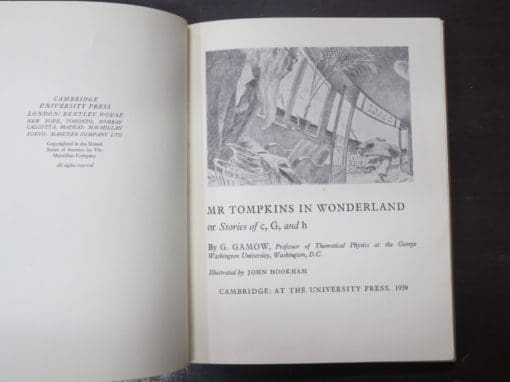 CAMBRIDGE
UNIVERSITY PRESS
LONDON: BENTLEY HOUSE
NEW YORK, TORONTO, BOMBAY
CALCUTTA, MADRAS: MACMILLAN
TOKYO: MARUZEN COMPANY LTD
Copyrighted in the United
States of America by The
Macmillan Company
All rights reserved
MR TOMPKINS IN WONDERLAND
or Stories of c, G, and h
By G. GAMOW, Professor of Theoretical Physics at the George
Washington University, Washington, D.C.
Illustrated by JOHN HOOKHAM
CAMBRIDGE: AT THE UNIVERSITY PRESS, 1939